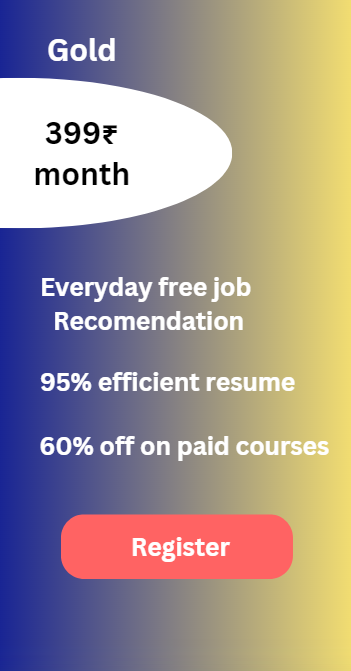 Gold
399₹
month
Everyday free job
Recomendation
95% efficient resume
60% off on paid courses
Register